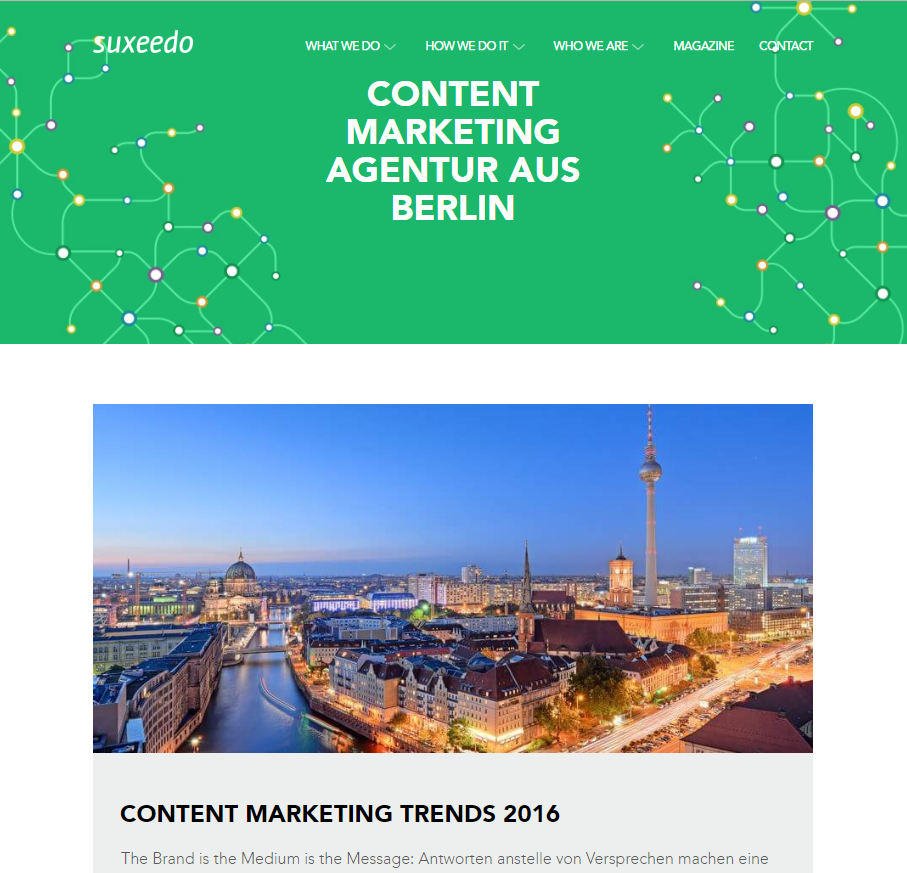 suxeedo
WHAT WE DO
HOW WE DO IT
WHO WE ARE
MAGAZINE
CONTACT
CONTENT
MARKETING
AGENTUR AUS
BERLIN
CONTENT MARKETING TRENDS 2016
The Brand is the Medium is the Message: Antworten anstelle von Versprechen machen eine